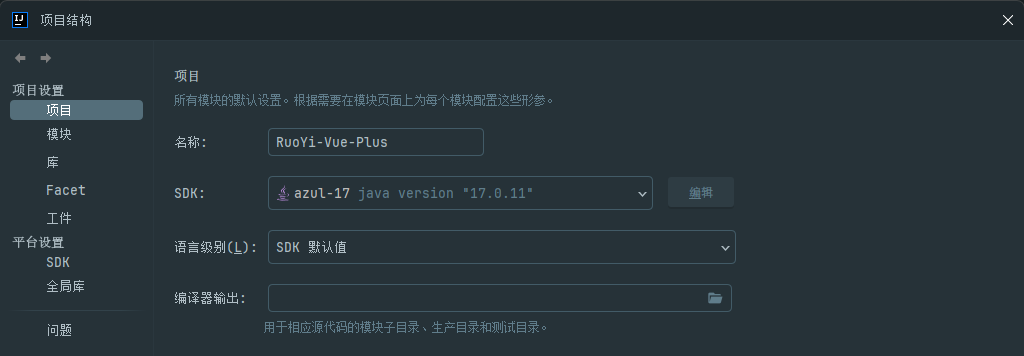 项目结构
项目设置
项目
模块
库
Facet
工件
平台设置
SDK
全局库
问题
项目
所有模块的默认设置。根据需要在模块页面上为每个模块配置这些形参。
名称: RuoYi-Vue-Plus
SDK: azul-17 java version "17.0.11" 编辑
语言级别(L): SDK 默认值
编译器输出:
用于相应源代码的模块子目录、生产目录和测试目录。